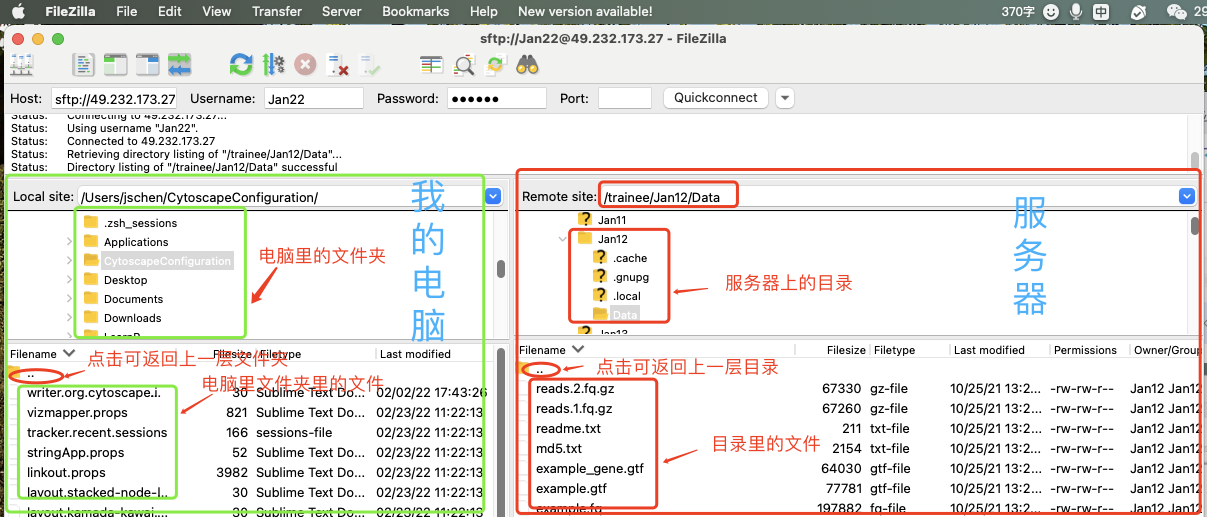 FileZilla File Edit View Transfer Server Bookmarks Help New version available! 370字 中 29
sftp://Jan22@49.232.173.27 - FileZilla
Host: sftp://49.232.173.27 Username: Jan22 Password: ●●●●●● Port: Quickconnect
Status: Connecting to 49.232.173.27...
Status: Using username "Jan22".
Status: Connected to 49.232.173.27
Status: Retrieving directory listing of "/trainee/Jan12/Data"...
Status: Directory listing of "/trainee/Jan12/Data" successful
Local site: /Users/jschen/CytoscapeConfiguration/
我的电脑
.zsh_sessions
Applications
CytoscapeConfiguration
Desktop
Documents
Downloads
电脑里的文件夹
Filename Filesize Filetype Last modified
..
点击可返回上一层文件夹
电脑里文件夹里的文件
writer.org.cytoscape.i. 30 Sublime Text Do... 02/02/22 17:43:26
vizmapper.props 821 Sublime Text Do... 02/23/22 11:22:13
tracker.recent.sessions 166 sessions-file 02/23/22 11:22:13
stringApp.props 52 Sublime Text Do... 02/23/22 11:22:13
linkout.props 3982 Sublime Text Do... 02/23/22 11:22:13
layout.stacked-node-l... 30 Sublime Text Do... 02/23/22 11:22:13
layout.kamada-kawai.... 30 Sublime Text Do... 02/23/22 11:22:13
Remote site: /trainee/Jan12/Data
服务器
Jan11
Jan12
.cache
.gnupg
.local
Data
Jan13
服务器上的目录
Filename Filesize Filetype Last modified Permissions Owner/Group
..
点击可返回上一层目录
reads.2.fq.gz 67330 gz-file 10/25/21 13:2... -rw-rw-r-- Jan12 Jan12
reads.1.fq.gz 67260 gz-file 10/25/21 13:2... -rw-rw-r-- Jan12 Jan12
readme.txt 211 txt-file 10/25/21 13:2... -rw-rw-r-- Jan12 Jan12
md5.txt 2154 txt-file 10/25/21 13:2... -rw-rw-r-- Jan12 Jan12
example_gene.gtf 64030 gtf-file 10/25/21 13:2... -rw-rw-r-- Jan12 Jan12
example.gtf 77781 gtf-file 10/25/21 13:2... -rw-rw-r-- Jan12 Jan12
example.fq 197882 fq-file 10/25/21 13:2... -rw-rw-r-- Jan12 Jan12
目录里的文件